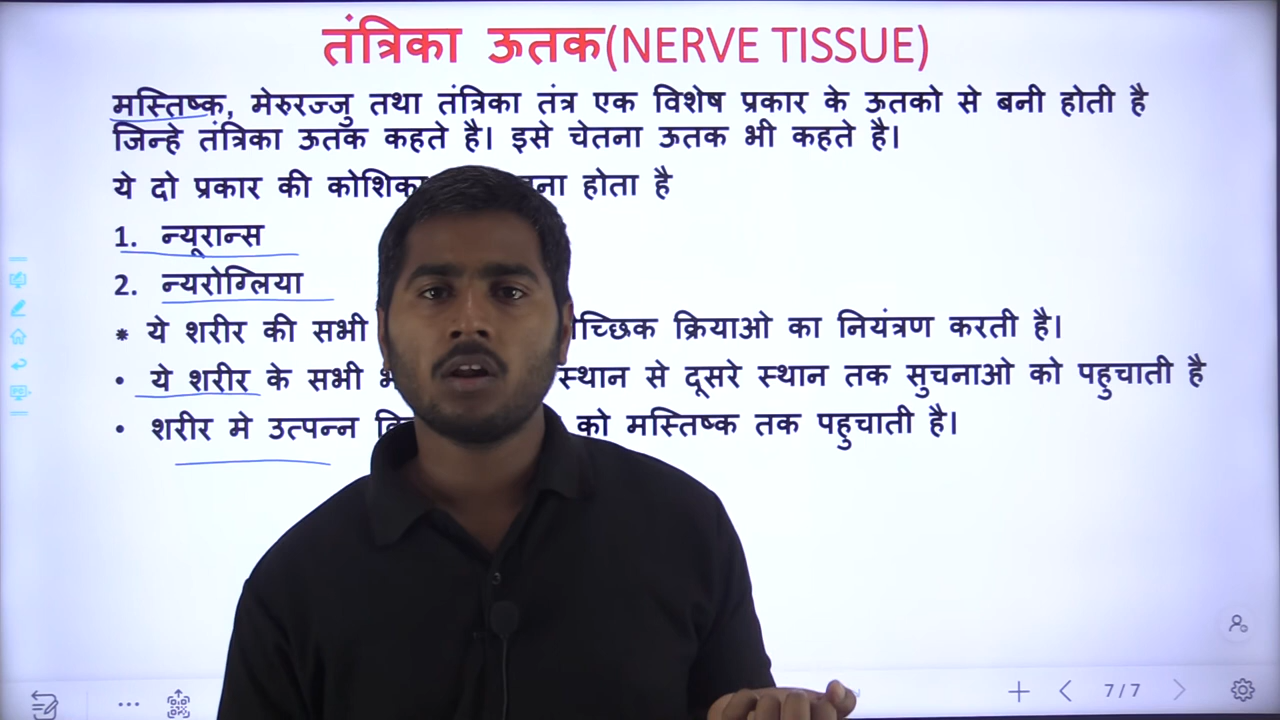 तंत्रिका ऊतक(NERVE TISSUE)
मस्तिष्क, मेरुरज्जु तथा तंत्रिका तंत्र एक विशेष प्रकार के ऊतको से बनी होती है
जिन्हे तंत्रिका ऊतक कहते है। इसे चेतना ऊतक भी कहते है।
ये दो प्रकार की होता है
1. न्यूरान्स
2. न्यरोग्लिया
* ये शरीर की सभी क्रियाओ का नियंत्रण करती है।
• ये शरीर के सभी स्थान से दूसरे स्थान तक सुचनाओ को पहुचाती है
• शरीर मे उत्पन्न को मस्तिष्क तक पहुचाती है।
7/7